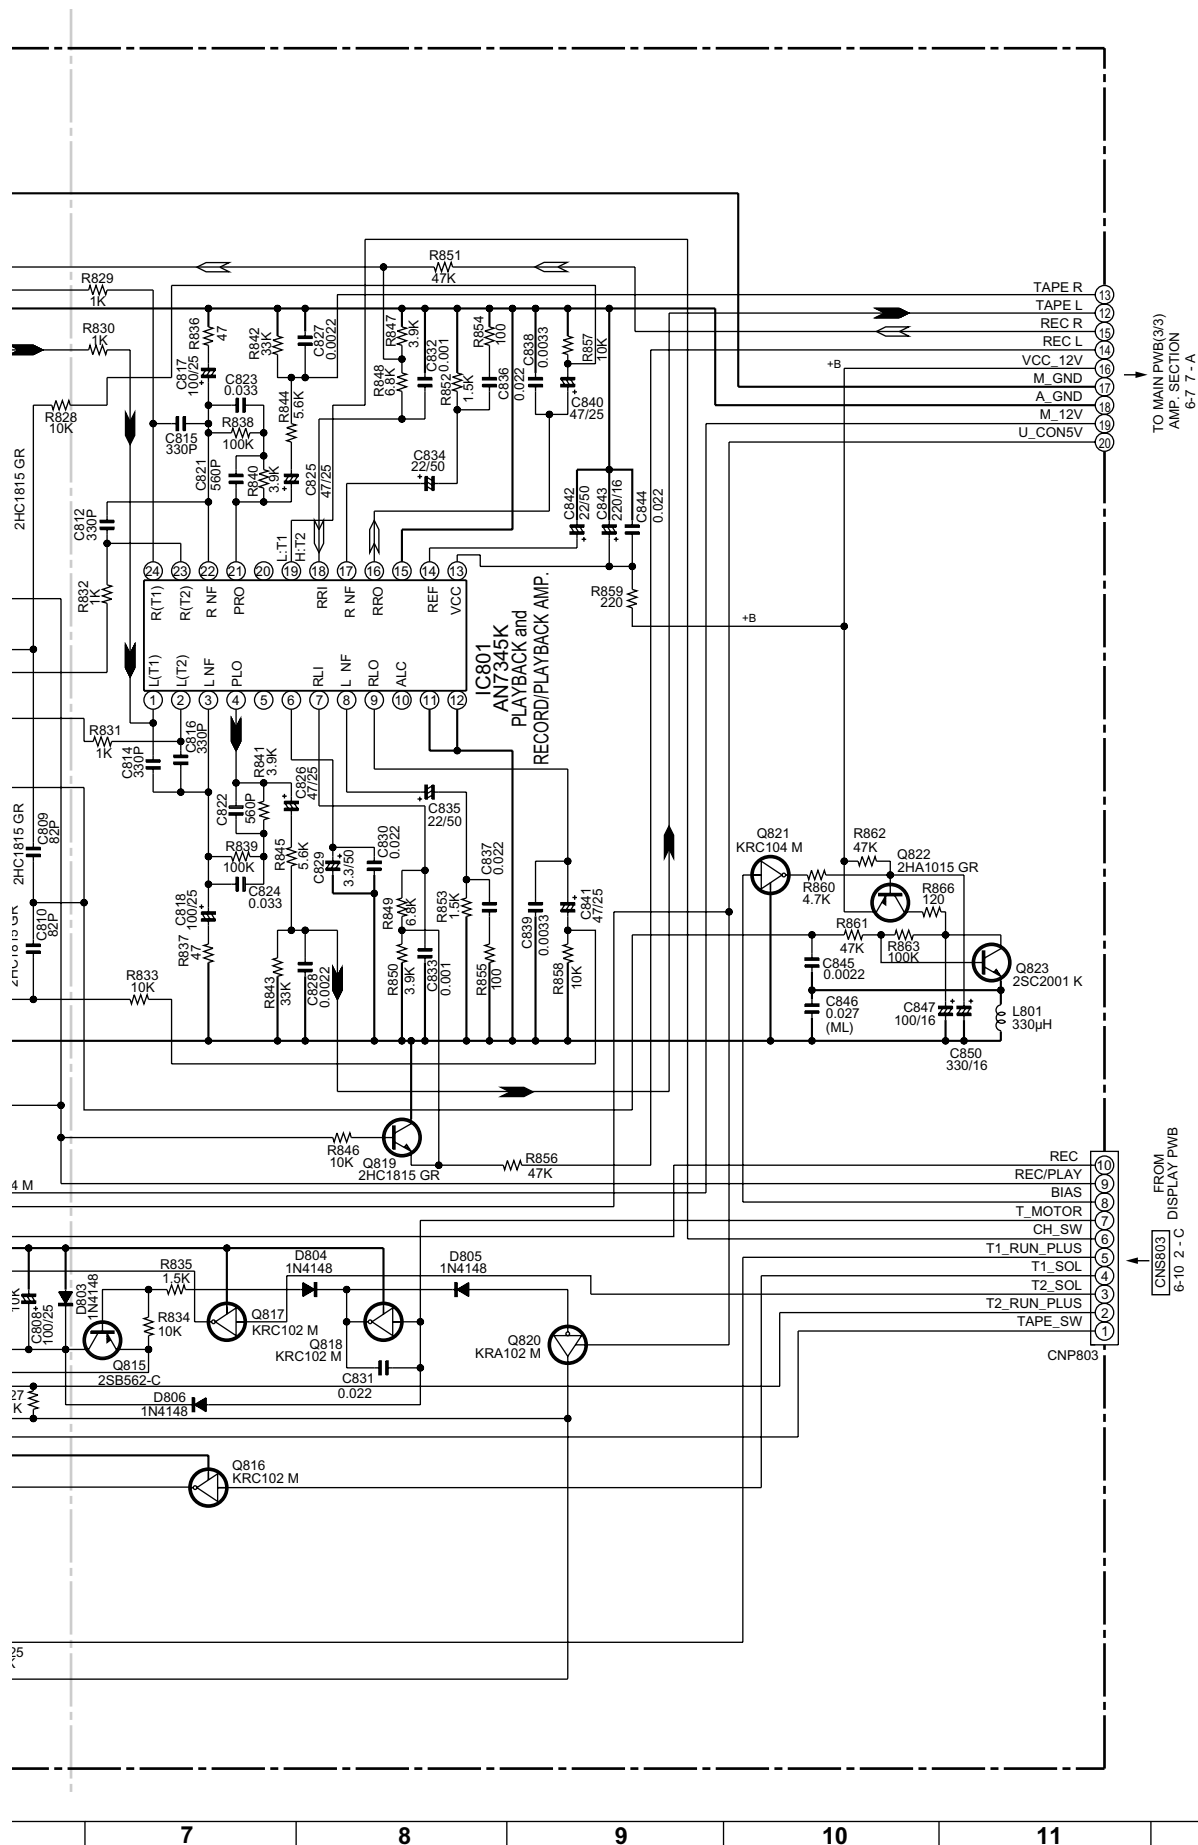 R851
47K
R829
1K
R830
1K
R828
10K
R836
47
C817
100/25
R842
33K
C827
0.0022
R847
3.9K
C832
0.001
R854
100
C838
0.0033
R857
10K
C823
0.033
R844
5.6K
R848
6.8K
R852
1.5K
C836
0.022
C840
47/25
C815
330P
R838
100K
C821
560P
R840
3.9K
C825
47/25
C834
22/50
C842
22/50
C843
220/16
C844
0.022
2HC1815 GR
C812
330P
R832
1K
L:T1
H:T2
R859
220
+B
+B
24
23
22
21
20
19
18
17
16
15
14
13
R(T1)
R(T2)
R NF
PRO
RRI
R NF
RRO
REF
VCC
L(T1)
L(T2)
L NF
PLO
RLI
L NF
RLO
ALC
1
2
3
4
5
6
7
8
9
10
11
12
IC801
AN7345K
PLAYBACK and
RECORD/PLAYBACK AMP.
TAPE R
13
TAPE L
12
REC R
15
REC L
14
VCC_12V
16
M_GND
17
A_GND
18
M_12V
19
U_CON5V
20
TO MAIN PWB(3/3)
AMP. SECTION
6-7 7 - A
R831
1K
C814
330P
C816
330P
R841
3.9K
C826
47/25
C822
560P
C835
22/50
2HC1815 GR
C809
82P
R839
100K
R845
5.6K
C829
3.3/50
C830
0.022
C837
0.022
C824
0.033
C818
100/25
R849
6.8K
R853
1.5K
C839
0.0033
C841
47/25
2HC1815 GR
C810
82P
R837
47
R833
10K
R843
33K
C828
0.0022
R850
3.9K
C833
0.001
R855
100
R858
10K
Q821
KRC104 M
R862
47K
Q822
2HA1015 GR
R860
4.7K
R866
120
R861
47K
R863
100K
C845
0.0022
Q823
2SC2001 K
C846
0.027
(ML)
C847
100/16
L801
330µH
C850
330/16
R846
10K
Q819
2HC1815 GR
R856
47K
4 M
REC
10
REC/PLAY
9
BIAS
8
T_MOTOR
7
CH_SW
6
T1_RUN_PLUS
5
T1_SOL
4
T2_SOL
3
T2_RUN_PLUS
2
TAPE_SW
1
CNP803
FROM
DISPLAY PWB
CNS803
6-10 2 - C
10K
C808
100/25
D803
1N4148
R835
1.5K
R834
10K
Q815
2SB562-C
D804
1N4148
D805
1N4148
Q817
KRC102 M
Q818
KRC102 M
C831
0.022
Q820
KRA102 M
27
K
D806
1N4148
Q816
KRC102 M
25
7
8
9
10
11